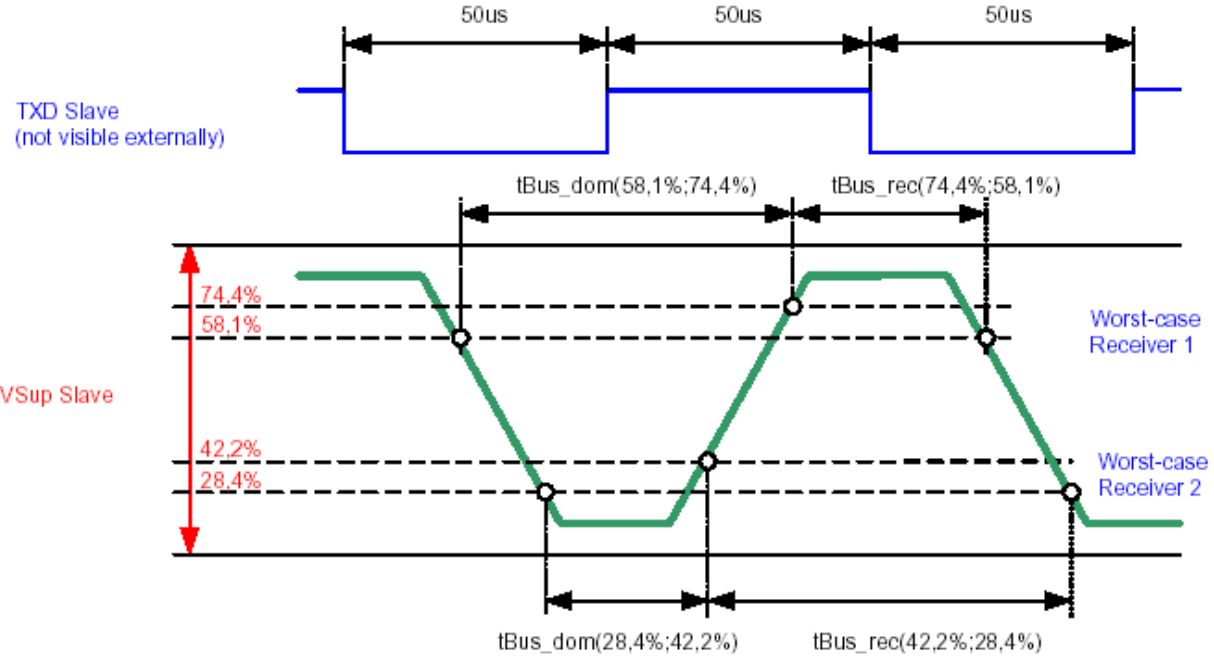 50us
50us
50us
TXD Slave
(not visible externally)
tBus_dom(58,1%;74,4%)
tBus_rec(74,4%;58,1%)
74,4%
58,1%
Worst-case
Receiver 1
VSup Slave
42,2%
28,4%
Worst-case
Receiver 2
tBus_dom(28,4%;42,2%)
tBus_rec(42,2%;28,4%)